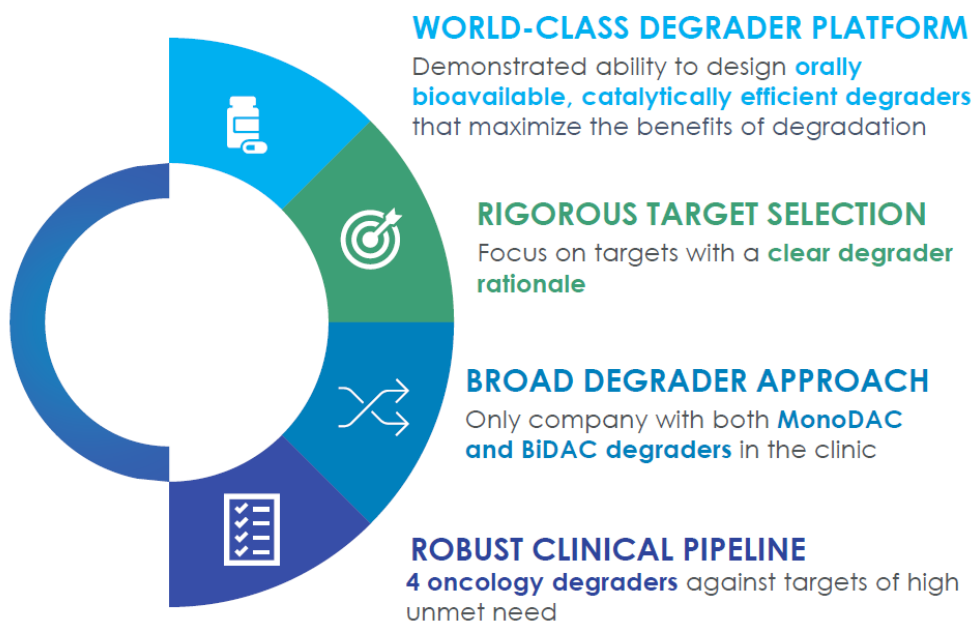 WORLD-CLASS DEGRADER PLATFORM
Demonstrated ability to design orally
bioavailable, catalytically efficient degraders
that maximize the benefits of degradation
RIGOROUS TARGET SELECTION
Focus on targets with a clear degrader
rationale
BROAD DEGRADER APPROACH
Only company with both MonoDAC
and BiDAC degraders in the clinic
ROBUST CLINICAL PIPELINE
4 oncology degraders against targets of high
unmet need